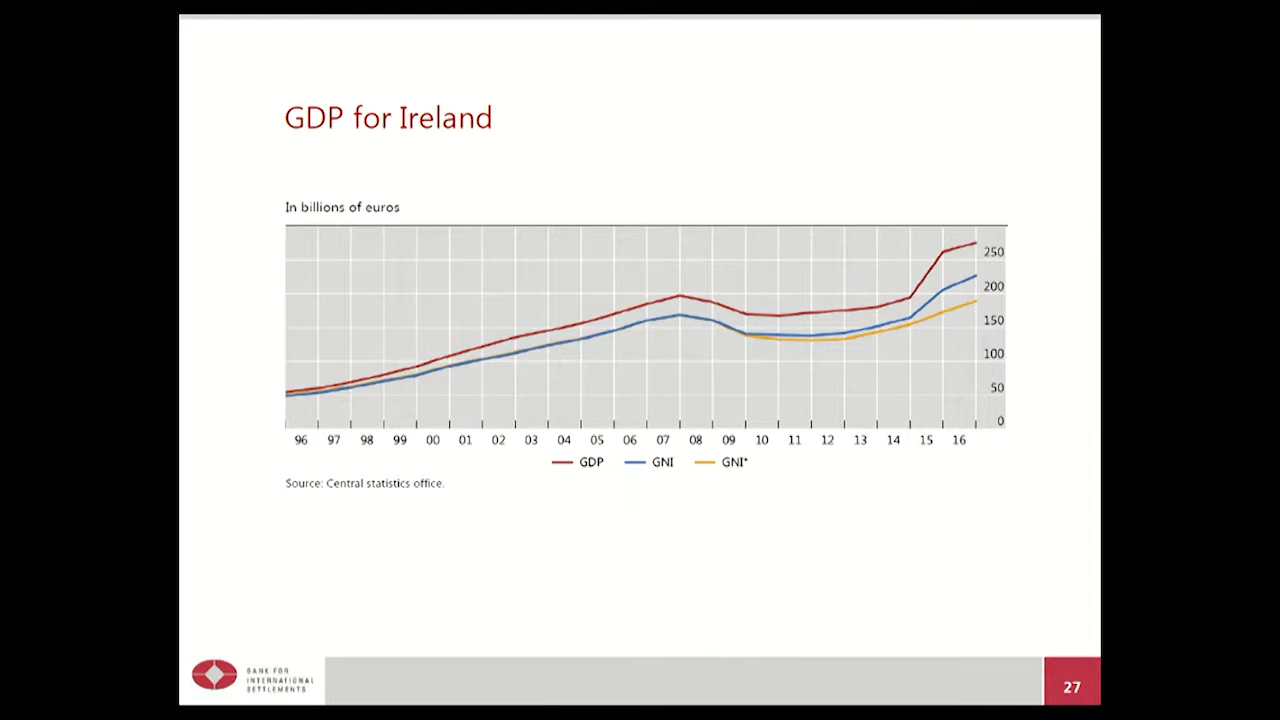 GDP for Ireland
In billions of euros
250
200
150
100
50
0
96 97 98 99 00 01 02 03 04 05 06 07 08 09 10 11 12 13 14 15 16
GDP GNI GNI*
Source: Central statistics office.
BANK FOR
INTERNATIONAL
SETTLEMENTS
27